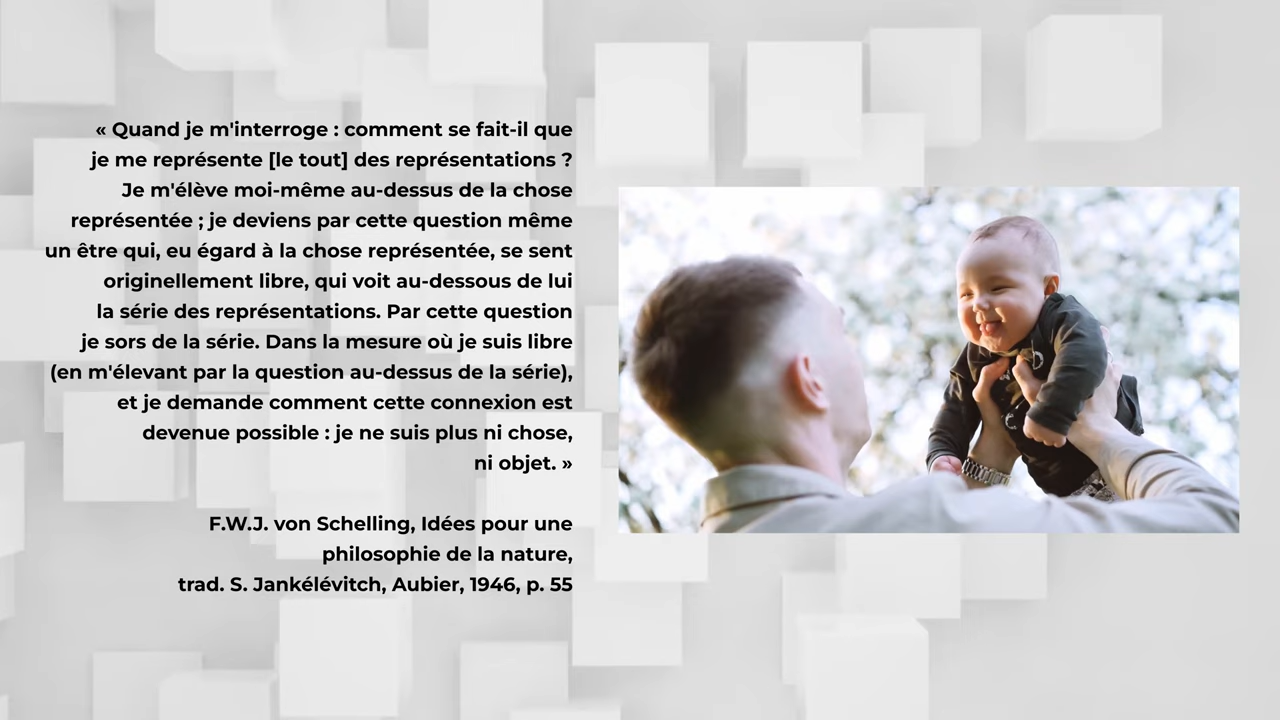 « Quand je m'interroge : comment se fait-il que
je me représente [le tout] des représentations ?
Je m'élève moi-même au-dessus de la chose
représentée ; je deviens par cette question même
un être qui, eu égard à la chose représentée, se sent
originellement libre, qui voit au-dessous de lui
la série des représentations. Par cette question
je sors de la série. Dans la mesure où je suis libre
(en m'élevant par la question au-dessus de la série),
et je demande comment cette connexion est
devenue possible : je ne suis plus ni chose,
ni objet. »
F.W.J. von Schelling, Idées pour une
philosophie de la nature,
trad. S. Jankélévitch, Aubier, 1946, p. 55